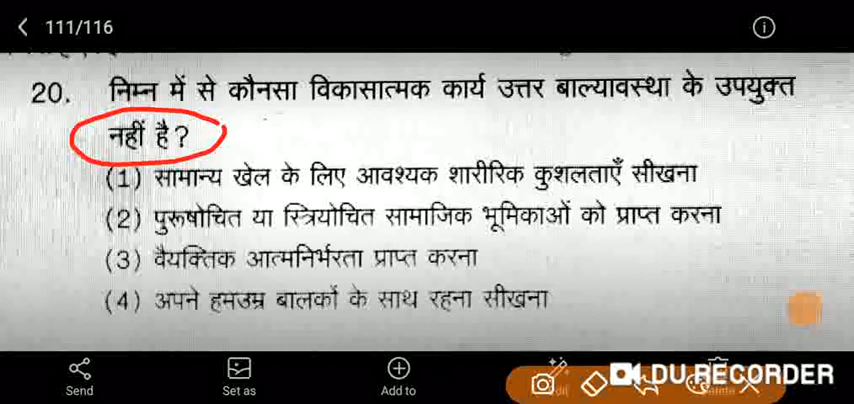 111/116
20. निम्न में से कौनसा विकासात्मक कार्य उत्तर बाल्यावस्था के उपयुक्त
नहीं है?
(1) सामान्य खेल के लिए आवश्यक शारीरिक कुशलताएँ सीखना
(2) पुरूषोचित या स्त्रियोचित सामाजिक भूमिकाओं को प्राप्त करना
(3) वैयक्तिक आत्मनिर्भरता प्राप्त करना
(4) अपने हमउम्र बालकों के साथ रहना सीखना
DU RECORDER
Send Set as Add to